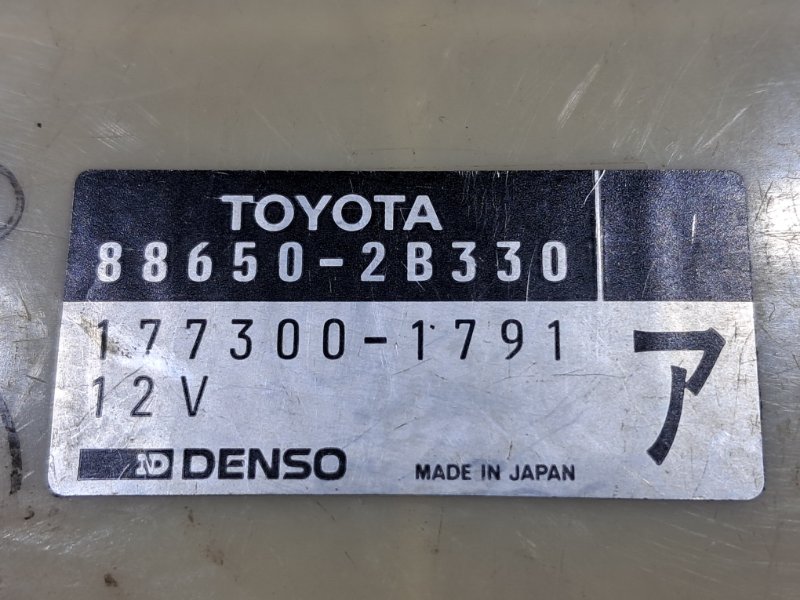 TOYOTA
88650-2B330
177300-1791
12V
ア
ND DENSO
MADE IN JAPAN